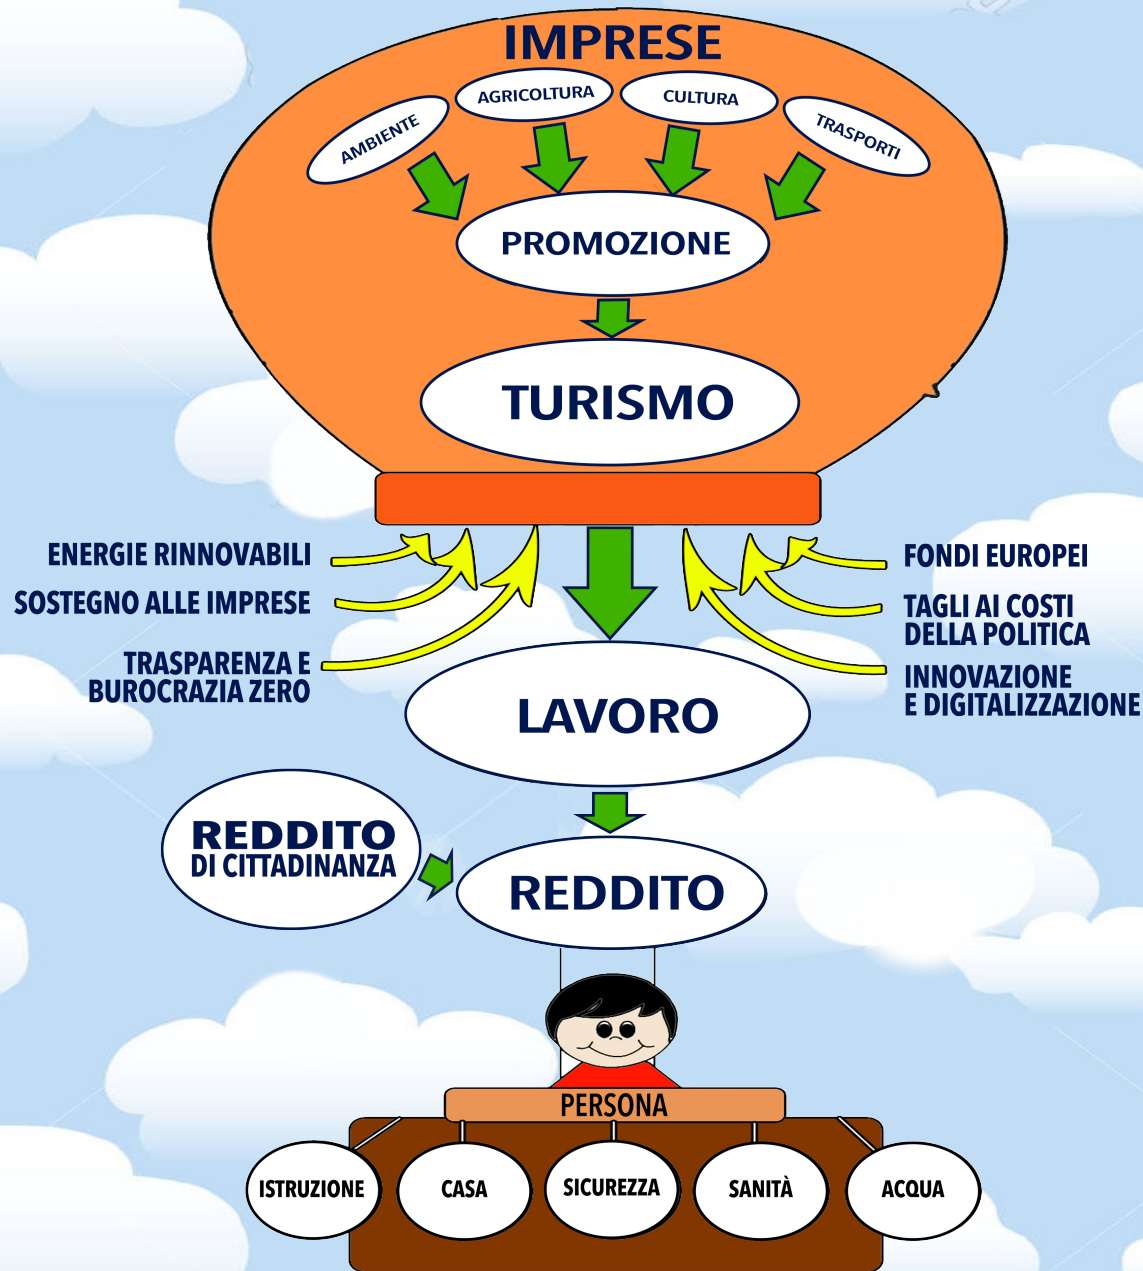 IMPRESE
AMBIENTE
AGRICOLTURA
CULTURA
TRASPORTI
PROMOZIONE
TURISMO
ENERGIE RINNOVABILI
SOSTEGNO ALLE IMPRESE
TRASPARENZA E
BUROCRAZIA ZERO
FONDI EUROPEI
TAGLI AI COSTI
DELLA POLITICA
INNOVAZIONE
E DIGITALIZZAZIONE
LAVORO
REDDITO
DI CITTADINANZA
REDDITO
PERSONA
ISTRUZIONE
CASA
SICUREZZA
SANITÀ
ACQUA